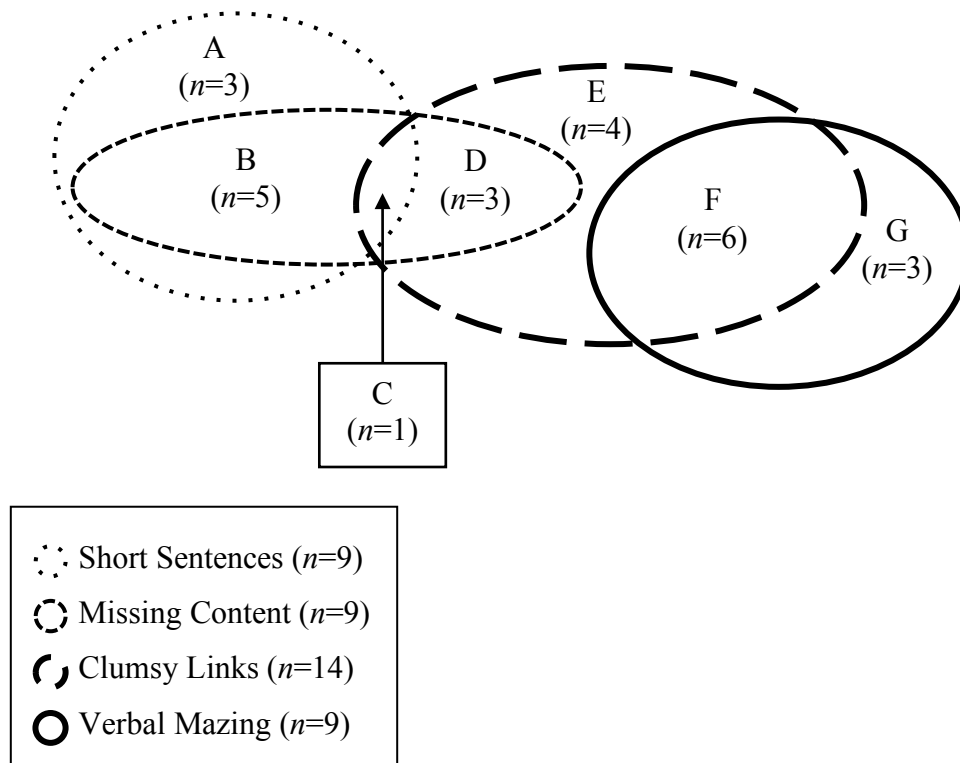 A
(n=3)
B
(n=5)
C
(n=1)
D
(n=3)
E
(n=4)
F
(n=6)
G
(n=3)
Short Sentences (n=9)
Missing Content (n=9)
Clumsy Links (n=14)
Verbal Mazing (n=9)